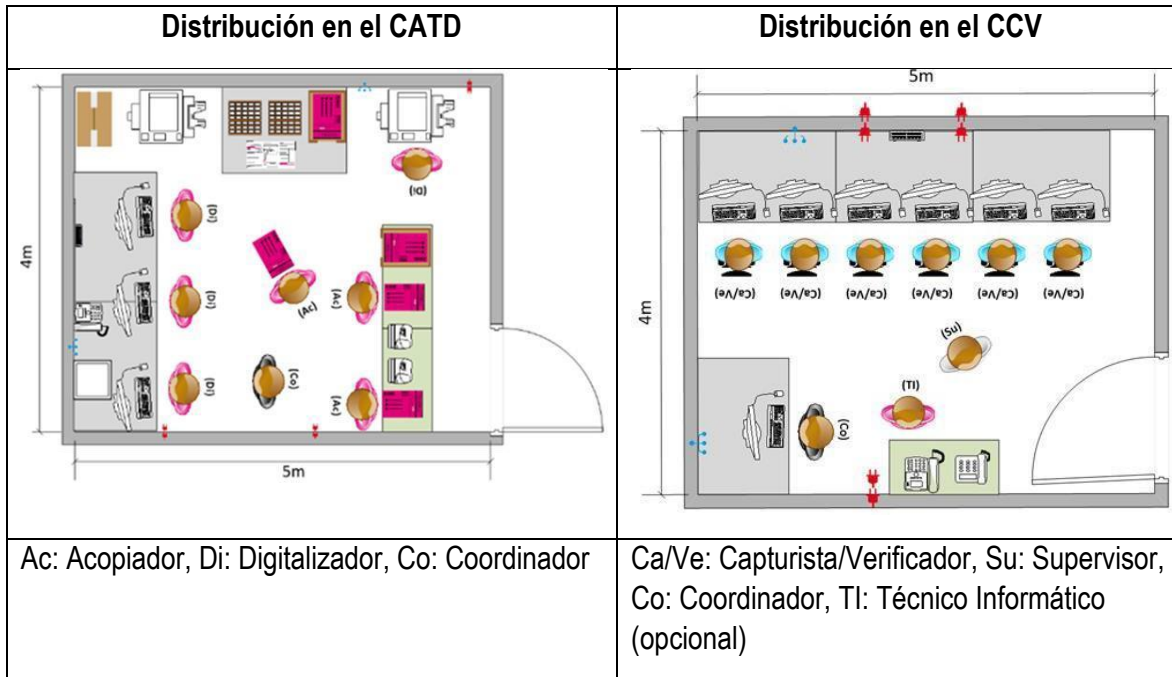 Distribución en el CATD
Distribución en el CCV
4m
(Di)
(Di)
(Di)
(Di)
(Ac)
(Ac)
(Ac)
(Co)
5m
5m
4m
(Ca/Ve) (Ca/Ve) (Ca/Ve) (Ca/Ve) (Ca/Ve) (Ca/Ve)
(Su)
(TI)
(Co)
Ac: Acopiador, Di: Digitalizador, Co: Coordinador
Ca/Ve: Capturista/Verificador, Su: Supervisor,
Co: Coordinador, TI: Técnico Informático
(opcional)